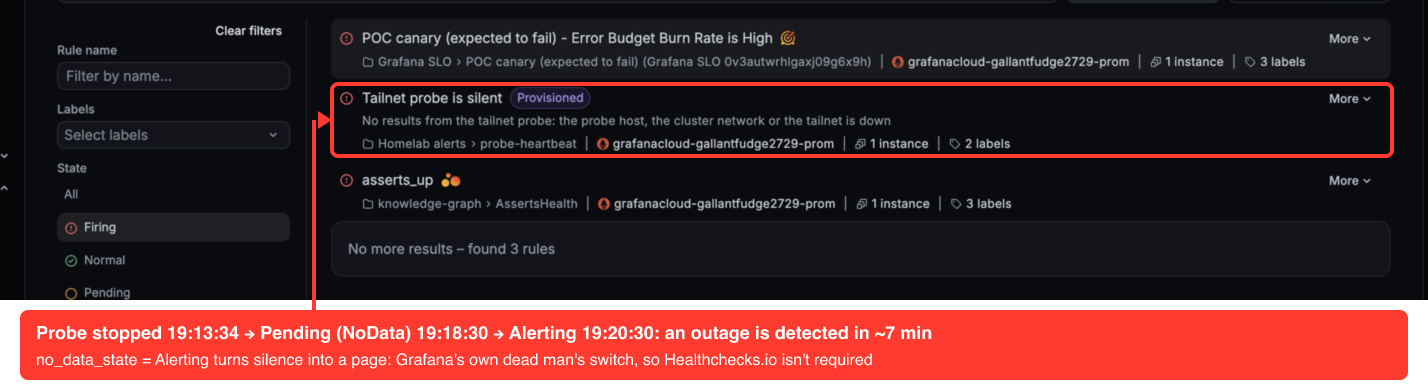 Clear filters
Rule name
Filter by name...
Labels
Select labels
State
All
Firing
Normal
Pending
POC canary (expected to fail) - Error Budget Burn Rate is High
More
Grafana SLO > POC canary (expected to fail) (Grafana SLO 0v3autwrhlgaxj09g6x9h) | grafanacloud-gallantfudge2729-prom | 1 instance | 3 labels
Tailnet probe is silent Provisioned
More
No results from the tailnet probe: the probe host, the cluster network or the tailnet is down
Homelab alerts > probe-heartbeat | grafanacloud-gallantfudge2729-prom | 1 instance | 2 labels
asserts_up
More
knowledge-graph > AssertsHealth | grafanacloud-gallantfudge2729-prom | 1 instance | 3 labels
No more results – found 3 rules
Probe stopped 19:13:34 → Pending (NoData) 19:18:30 → Alerting 19:20:30: an outage is detected in ~7 min
no_data_state = Alerting turns silence into a page: Grafana's own dead man's switch, so Healthchecks.io isn't required